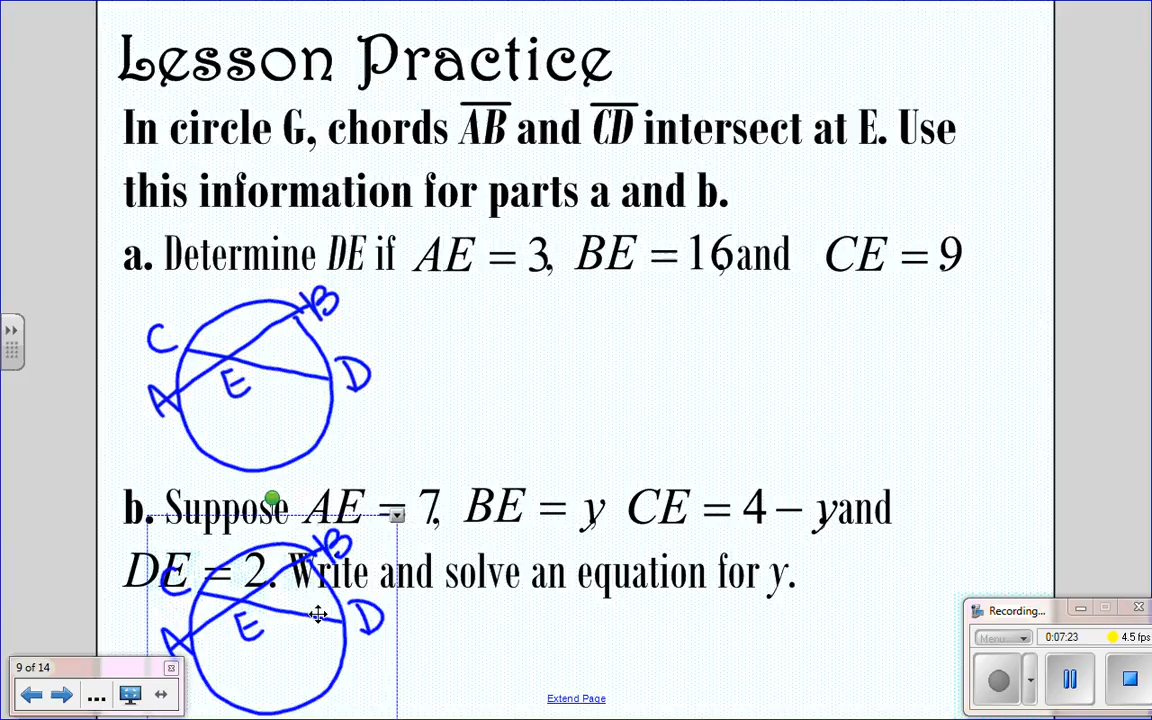 Lesson Practice
In circle G, chords AB and CD intersect at E. Use
this information for parts a and b.
a. Determine DE if AE = 3, BE = 16, and CE = 9
B
C
E
D
A
b. Suppose AE = 7, BE = y, CE = 4 − y, and
DE = 2. Write and solve an equation for y.
B
C
E
D
A
Recording...
Menu...
0:07:23
4.5 fps
9 of 14
...
Extend Page